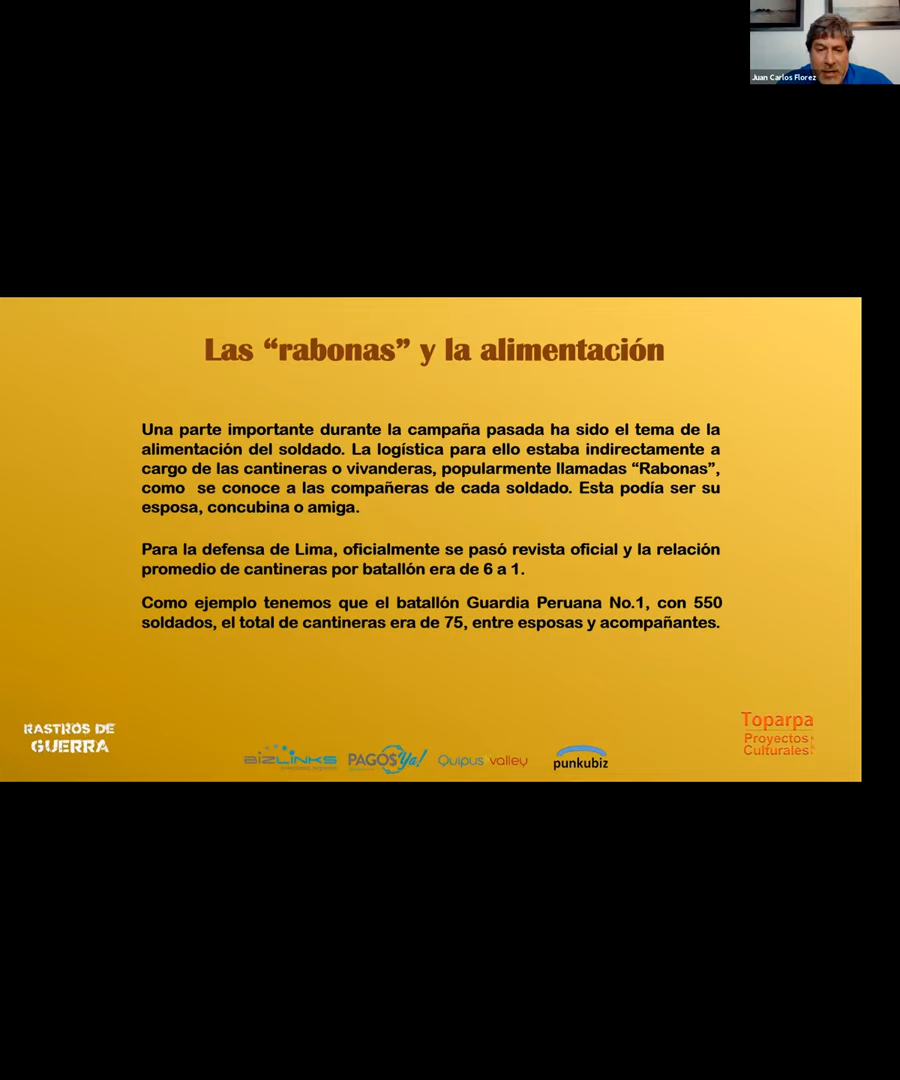 Juan Carlos Florez
Las “rabonas” y la alimentación
Una parte importante durante la campaña pasada ha sido el tema de la
alimentación del soldado. La logística para ello estaba indirectamente a
cargo de las cantineras o vivanderas, popularmente llamadas “Rabonas”,
como se conoce a las compañeras de cada soldado. Esta podía ser su
esposa, concubina o amiga.
Para la defensa de Lima, oficialmente se pasó revista oficial y la relación
promedio de cantineras por batallón era de 6 a 1.
Como ejemplo tenemos que el batallón Guardia Peruana No.1, con 550
soldados, el total de cantineras era de 75, entre esposas y acompañantes.
RASTROS DE
GUERRA
BIZLINKS
PAGOS Ya!
Quipus valley
punkubiz
Toparpa
Proyectos
Culturales